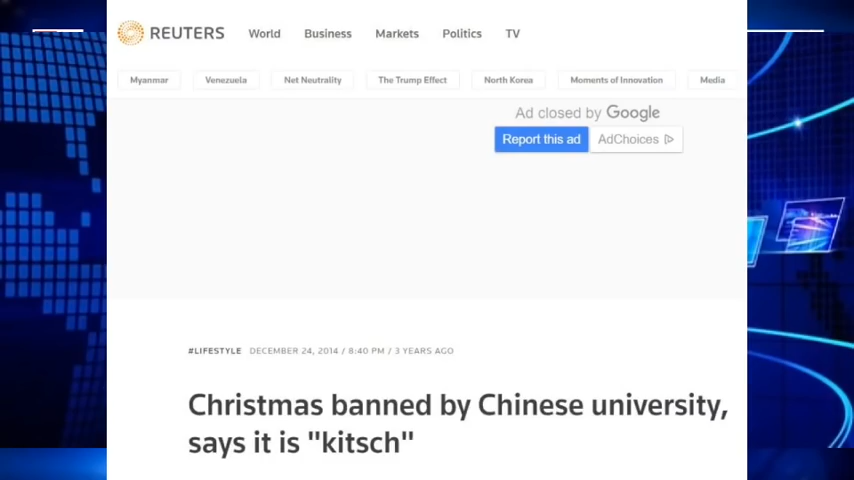 REUTERS World Business Markets Politics TV
Myanmar Venezuela Net Neutrality The Trump Effect North Korea Moments of Innovation Media
Ad closed by Google
Report this ad AdChoices
#LIFESTYLE DECEMBER 24, 2014 / 8:40 PM / 3 YEARS AGO
Christmas banned by Chinese university,
says it is "kitsch"